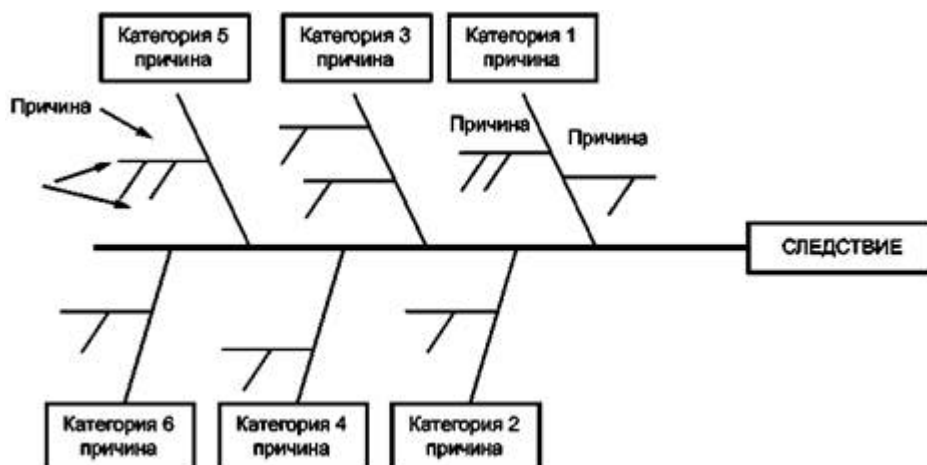 Категория 5
причина
Категория 3
причина
Категория 1
причина
Причина
Причина
Причина
СЛЕДСТВИЕ
Категория 6
причина
Категория 4
причина
Категория 2
причина